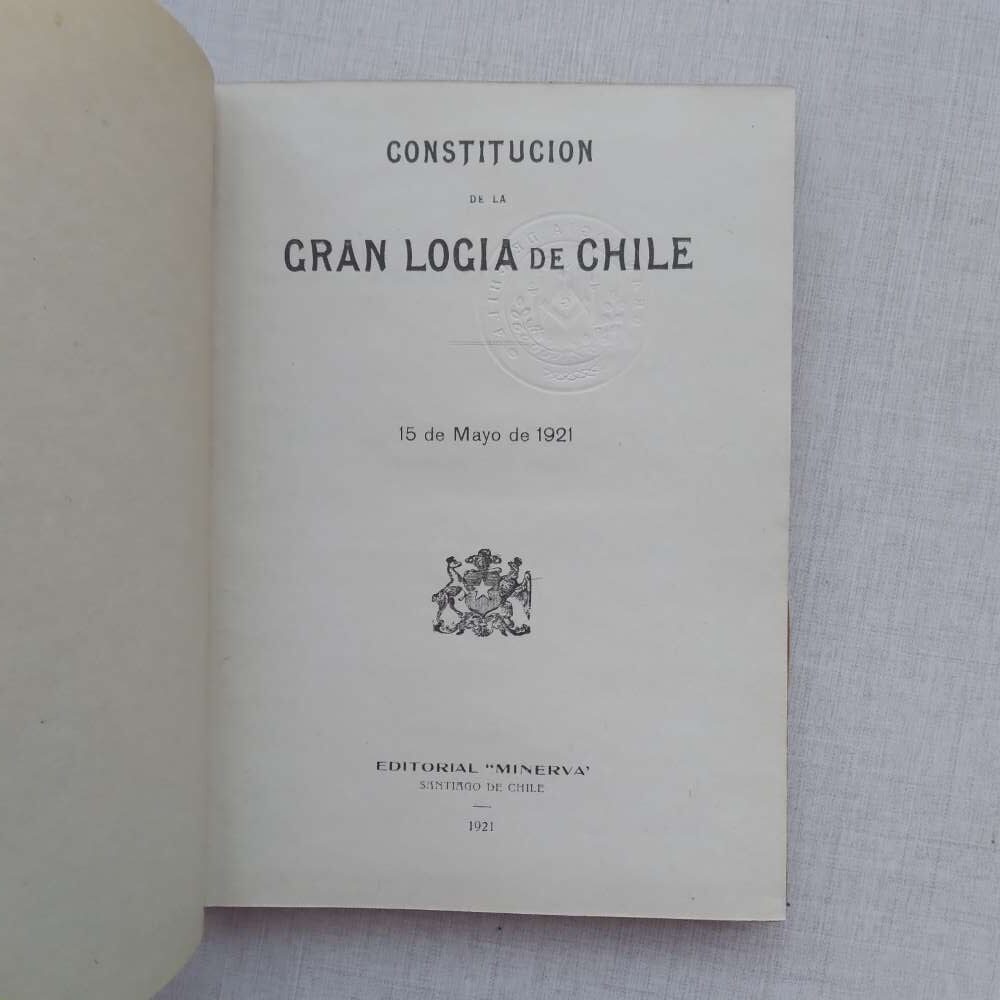 CONSTITUCION
DE LA
GRAN LOGIA DE CHILE
15 de Mayo de 1921
EDITORIAL "MINERVA'
SANTIAGO DE CHILE
1921